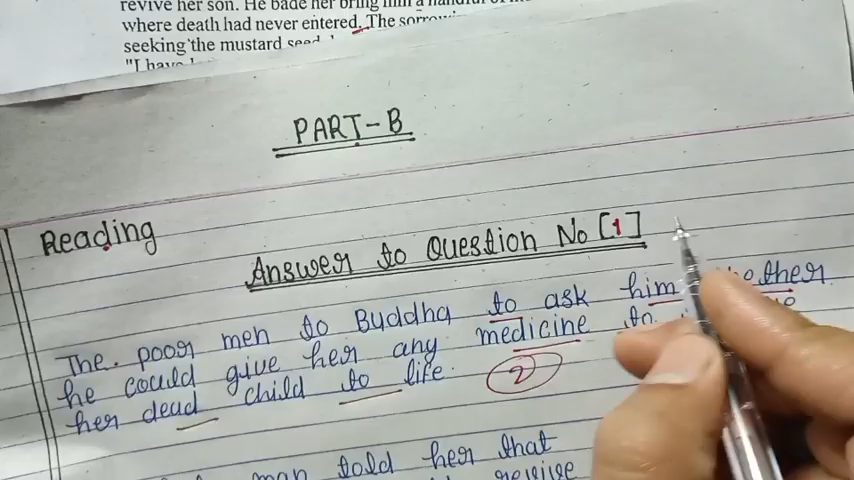 revive her son. He bade her bring him a handful of
where death had never entered. The
seeking the mustard
"I have
PART-B
Reading
Answer to Question No [1]
The poor men to Buddha to ask him whether
he could give her any medicine to
her dead child to life.
2
man told her that
revive